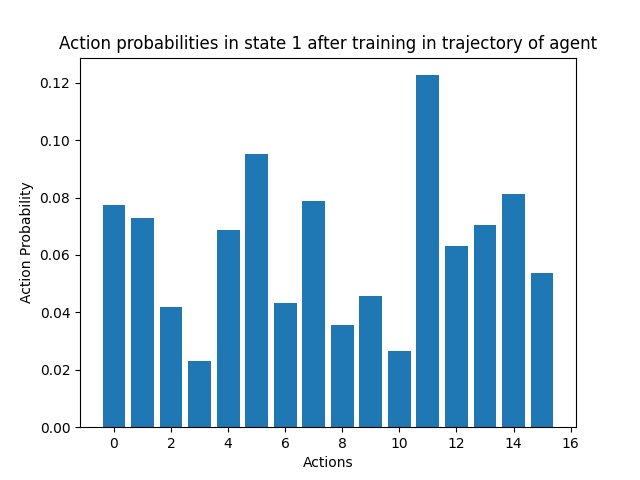 Action probabilities in state 1 after training in trajectory of agent
0.12
0.10
0.08
0.06
0.04
0.02
0.00
Action Probability
0 2 4 6 8 10 12 14 16
Actions